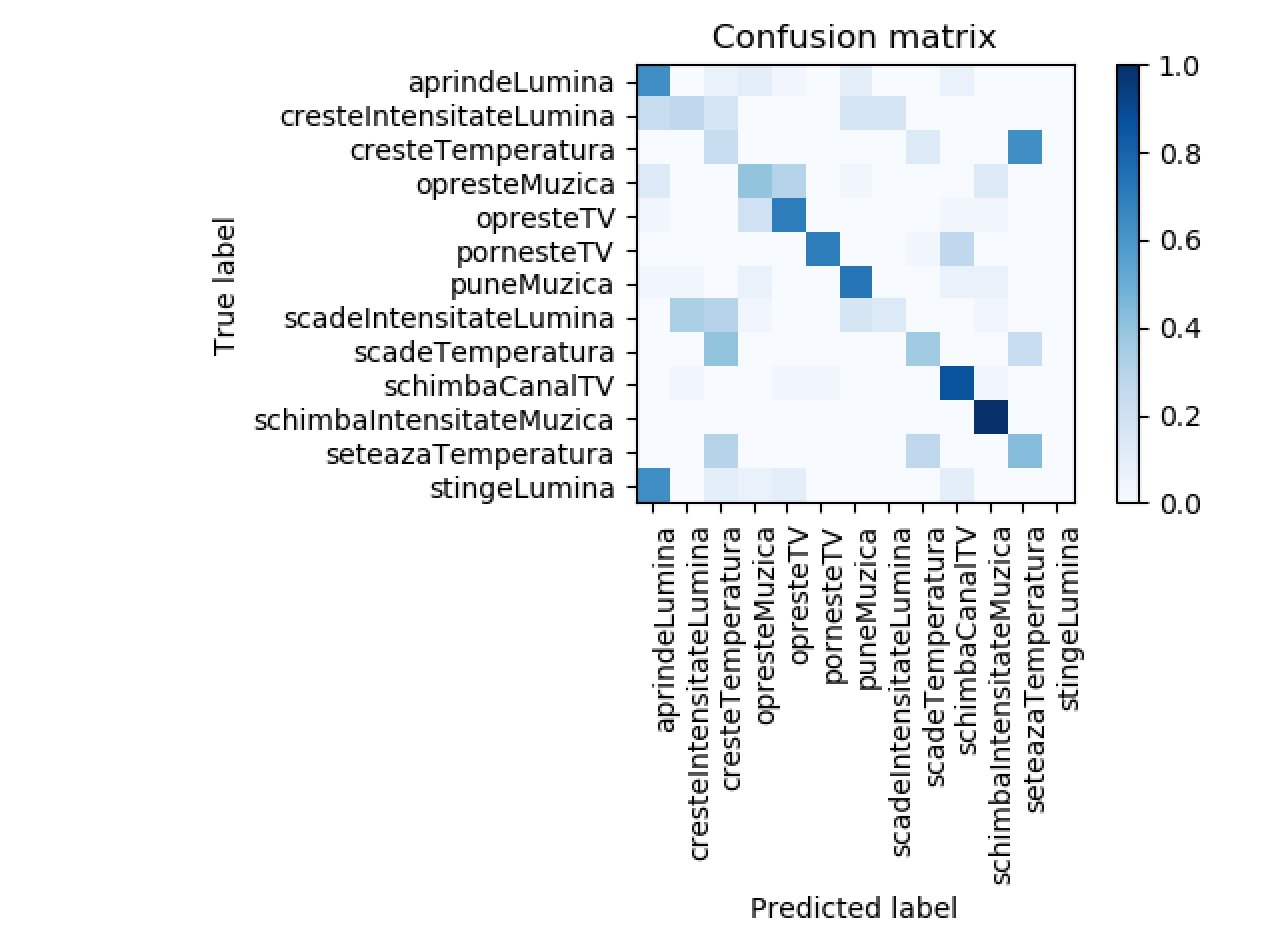 Confusion matrix
True label
aprindeLumina
cresteIntensitateLumina
cresteTemperatura
opresteMuzica
opresteTV
pornesteTV
puneMuzica
scadeIntensitateLumina
scadeTemperatura
schimbaCanalTV
schimbaIntensitateMuzica
seteazaTemperatura
stingeLumina
1.0
0.8
0.6
0.4
0.2
0.0
aprindeLumina
cresteIntensitateLumina
cresteTemperatura
opresteMuzica
opresteTV
pornesteTV
puneMuzica
scadeIntensitateLumina
scadeTemperatura
schimbaCanalTV
schimbaIntensitateMuzica
seteazaTemperatura
stingeLumina
Predicted label